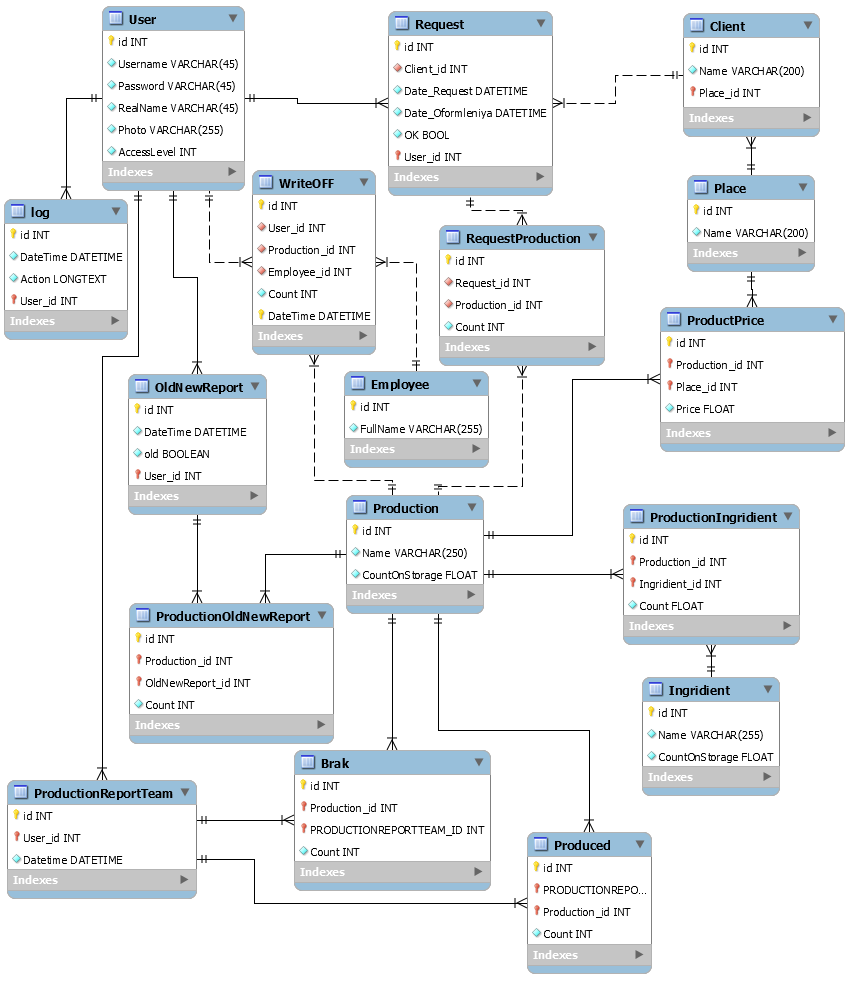 User
id INT
Username VARCHAR(45)
Password VARCHAR(45)
RealName VARCHAR(45)
Photo VARCHAR(255)
AccessLevel INT
Indexes
Request
id INT
Client_id INT
Date_Request DATETIME
Date_Oformleniya DATETIME
OK BOOL
User_id INT
Indexes
Client
id INT
Name VARCHAR(200)
Place_id INT
Indexes
log
id INT
DateTime DATETIME
Action LONGTEXT
User_id INT
Indexes
WriteOFF
id INT
User_id INT
Production_id INT
Employee_id INT
Count INT
DateTime DATETIME
Indexes
Place
id INT
Name VARCHAR(200)
Indexes
RequestProduction
id INT
Request_id INT
Production_id INT
Count INT
Indexes
ProductPrice
id INT
Production_id INT
Place_id INT
Price FLOAT
Indexes
OldNewReport
id INT
DateTime DATETIME
old BOOLEAN
User_id INT
Indexes
Employee
id INT
FullName VARCHAR(255)
Indexes
Production
id INT
Name VARCHAR(250)
CountOnStorage FLOAT
Indexes
ProductionIngridient
id INT
Production_id INT
Ingridient_id INT
Count FLOAT
Indexes
ProductionOldNewReport
id INT
Production_id INT
OldNewReport_id INT
Count INT
Indexes
Ingridient
id INT
Name VARCHAR(255)
CountOnStorage FLOAT
Indexes
ProductionReportTeam
id INT
User_id INT
Datetime DATETIME
Indexes
Brak
id INT
Production_id INT
PRODUCTIONREPORTTEAM_ID INT
Count INT
Indexes
Produced
id INT
PRODUCTIONREPO...
Production_id INT
Count INT
Indexes